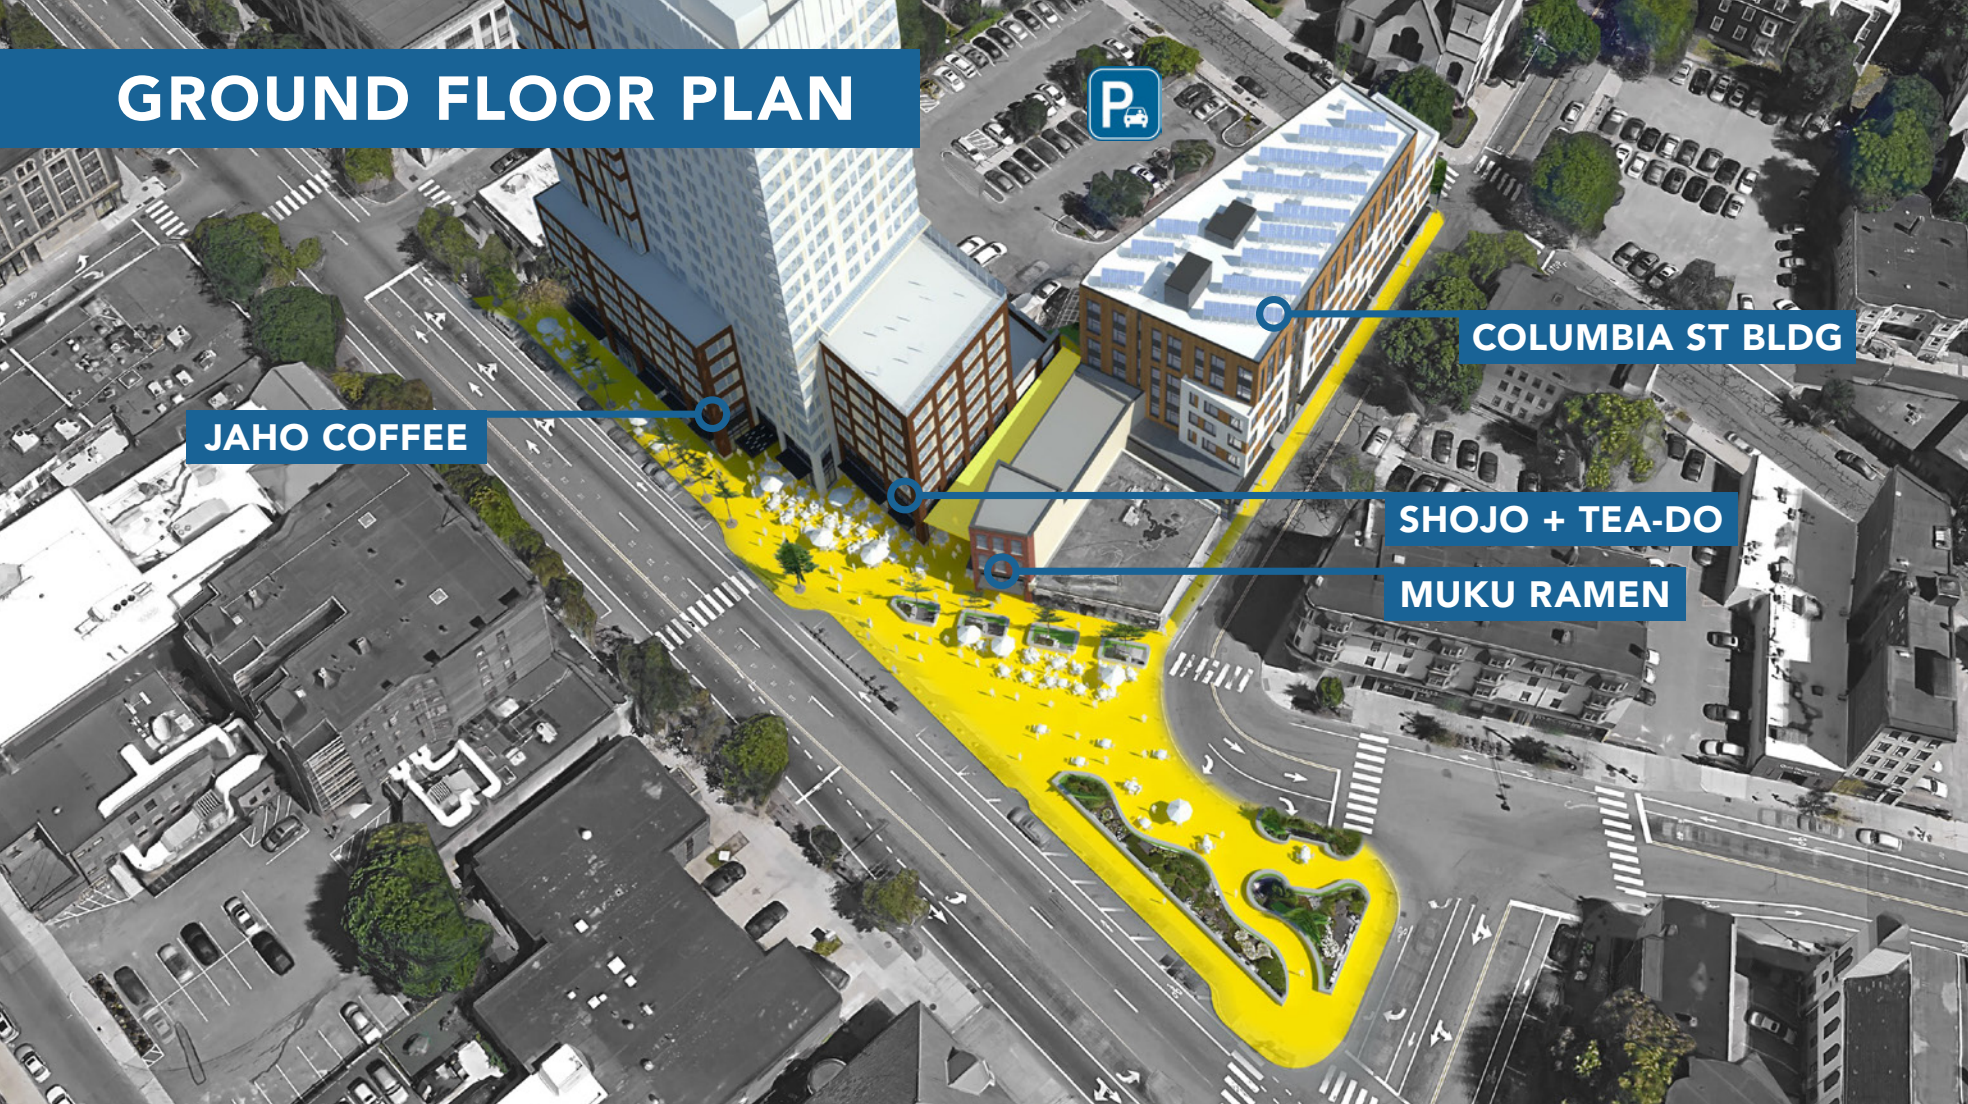 GROUND FLOOR PLAN
P
COLUMBIA ST BLDG
JAHO COFFEE
SHOJO + TEA-DO
MUKU RAMEN